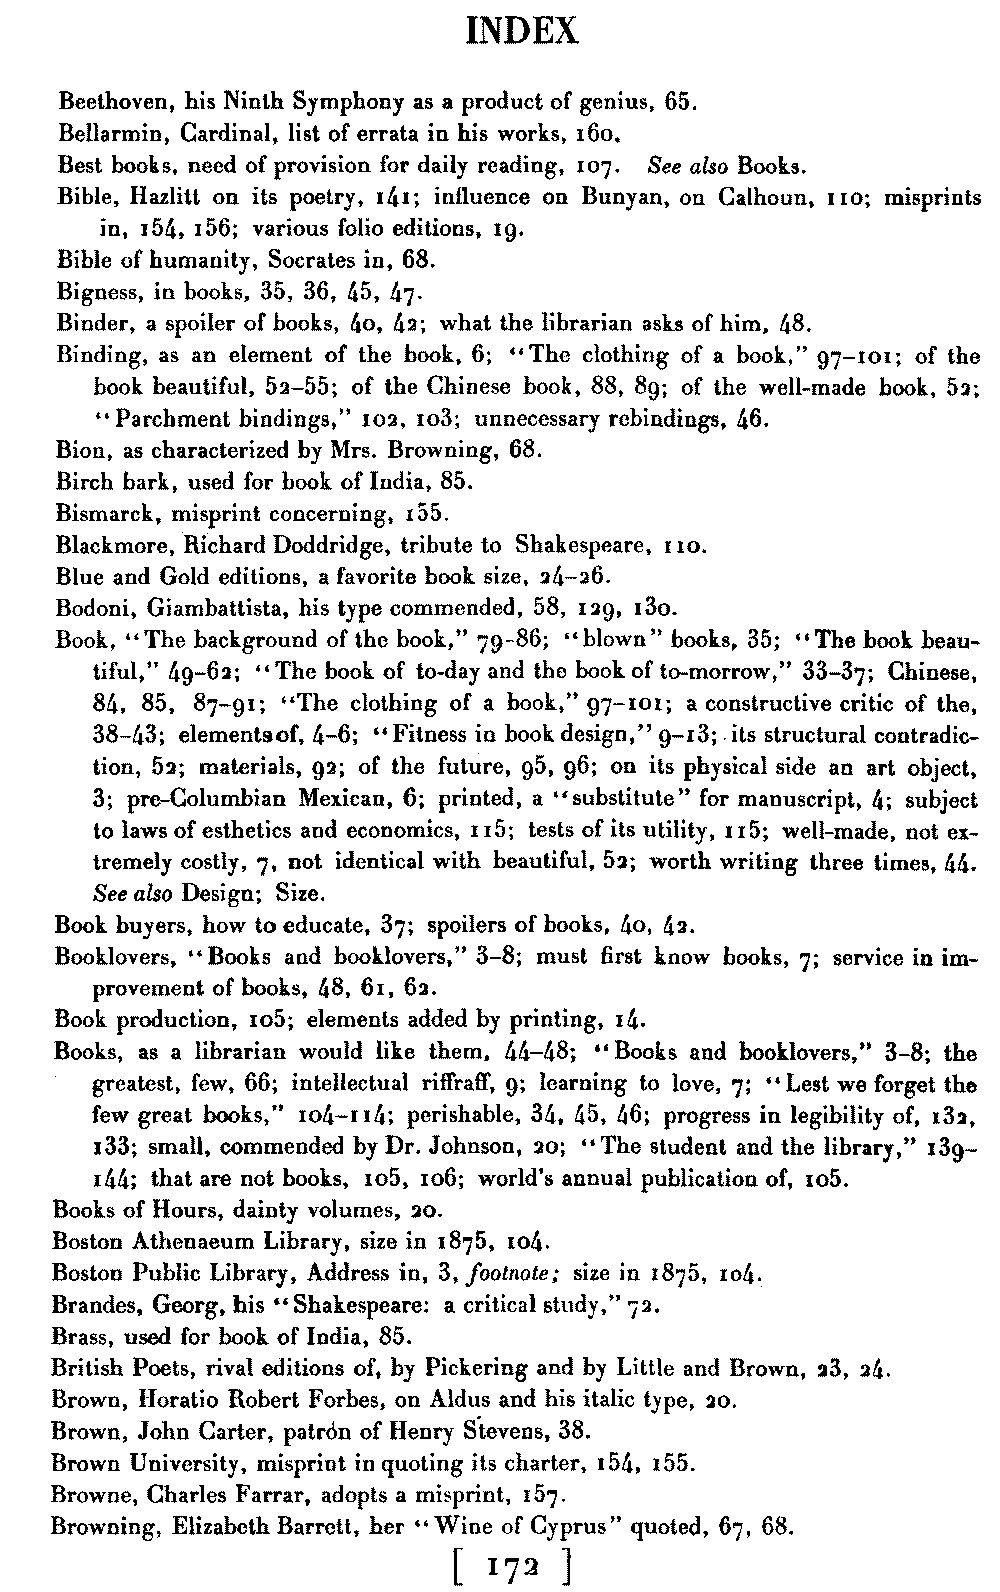 INDEX
Beethoven, his Ninth Symphony as a product of genius, 65.
Bellarmin, Cardinal, list of errata in his works, 160.
Best books, need of provision for daily reading, 107. See also Books.
Bible, Hazlitt on its poetry, 141; influence on Bunyan, on Calhoun, 110; misprints
in, 154, 156; various folio editions, 19.
Bible of humanity, Socrates in, 68.
Bigness, in books, 35, 36, 45, 47.
Binder, a spoiler of books, 40, 42; what the librarian asks of him, 48.
Binding, as an element of the book, 6; “The clothing of a book,” 97–101; of the
book beautiful, 52–55; of the Chinese book, 88, 89; of the well-made book, 52;
“Parchment bindings,” 102, 103; unnecessary rebindings, 46.
Bion, as characterized by Mrs. Browning, 68.
Birch bark, used for book of India, 85.
Bismarck, misprint concerning, 155.
Blackmore, Richard Doddridge, tribute to Shakespeare, 110.
Blue and Gold editions, a favorite book size, 24–26.
Bodoni, Giambattista, his type commended, 58, 129, 130.
Book, “The background of the book,” 79-86; “blown” books, 35; “The book beau-
tiful,” 49–62; “The book of to-day and the book of to-morrow,” 33–37; Chinese,
84, 85, 87–91; “The clothing of a book,” 97–101; a constructive critic of the,
38–43; elements of, 4–6; “Fitness in book design,” 9–13; its structural contradic-
tion, 52; materials, 92; of the future, 95, 96; on its physical side an art object,
3; pre-Columbian Mexican, 6; printed, a “substitute” for manuscript, 4; subject
to laws of esthetics and economics, 115; tests of its utility, 115; well-made, not ex-
tremely costly, 7, not identical with beautiful, 52; worth writing three times, 44.
See also Design; Size.
Book buyers, how to educate, 37; spoilers of books, 40, 42.
Booklovers, “Books and booklovers,” 3–8; must first know books, 7; service in im-
provement of books, 48, 61, 62.
Book production, 105; elements added by printing, 14.
Books, as a librarian would like them, 44–48; “Books and booklovers,” 3–8; the
greatest, few, 66; intellectual riffraff, 9; learning to love, 7; “Lest we forget the
few great books,” 104–114; perishable, 34, 45, 46; progress in legibility of, 132,
133; small, commended by Dr. Johnson, 20; “The student and the library,” 139–
144; that are not books, 105, 106; world's annual publication of, 105.
Books of Hours, dainty volumes, 20.
Boston Athenaeum Library, size in 1875, 104.
Boston Public Library, Address in, 3, footnote; size in 1875, 104.
Brandes, Georg, his “Shakespeare: a critical study,” 72.
Brass, used for book of India, 85.
British Poets, rival editions of, by Pickering and by Little and Brown, 23, 24.
Brown, Horatio Robert Forbes, on Aldus and his italic type, 20.
Brown, John Carter, patrón of Henry Stevens, 38.
Brown University, misprint in quoting its charter, 154, 155.
Browne, Charles Farrar, adopts a misprint, 157.
Browning, Elizabeth Barrett, her “Wine of Cyprus” quoted, 67, 68.
[ 172 ]